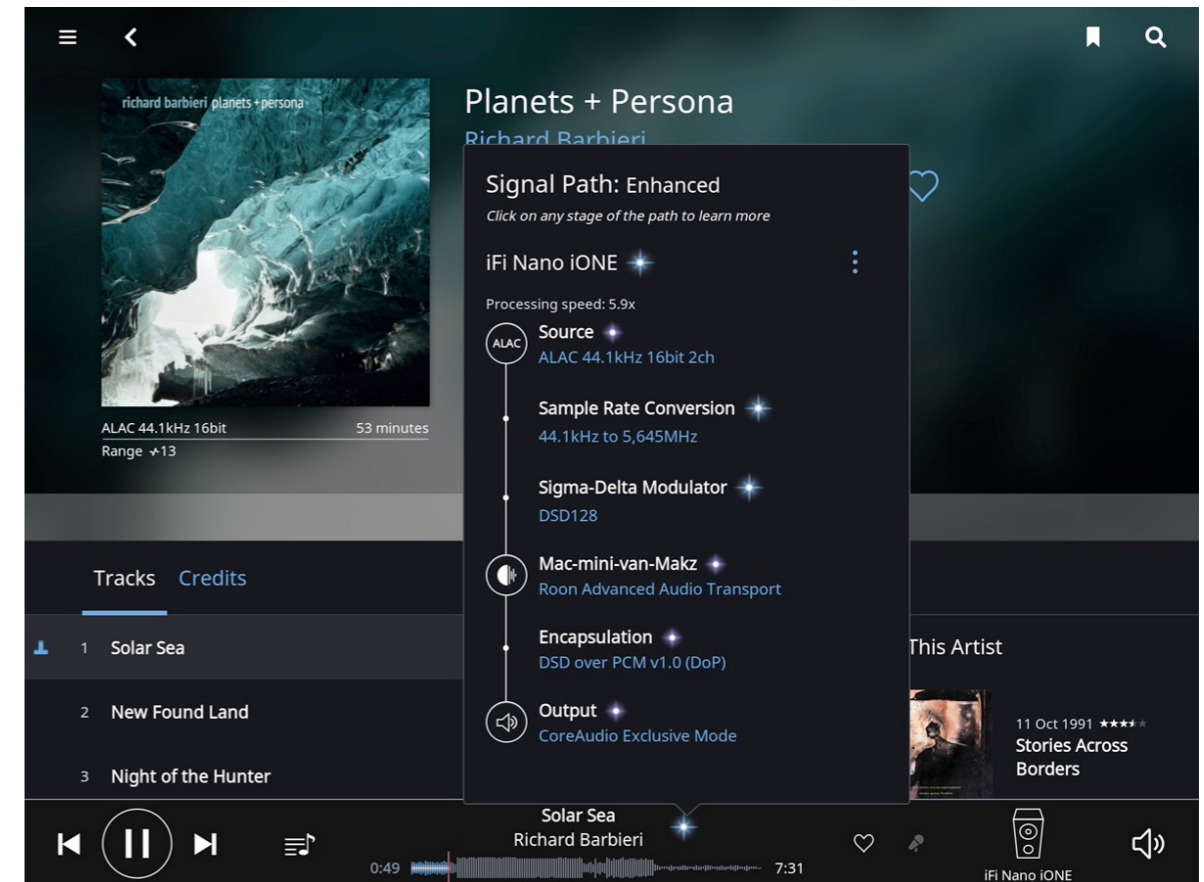 richard barbieri planets+persona
Planets + Persona
Richard Barbieri
ALAC 44.1kHz 16bit
53 minutes
Range 13
Signal Path: Enhanced
Click on any stage of the path to learn more
iFi Nano iONE
Processing speed: 5.9x
ALAC
Source
ALAC 44.1kHz 16bit 2ch
Sample Rate Conversion
44.1kHz to 5,645MHz
Sigma-Delta Modulator
DSD128
Mac-mini-van-Makz
Roon Advanced Audio Transport
Encapsulation
DSD over PCM v1.0 (DoP)
Output
CoreAudio Exclusive Mode
Tracks Credits
1 Solar Sea
2 New Found Land
3 Night of the Hunter
This Artist
11 Oct 1991
Stories Across
Borders
Solar Sea
Richard Barbieri
0:49
7:31
iFi Nano iONE